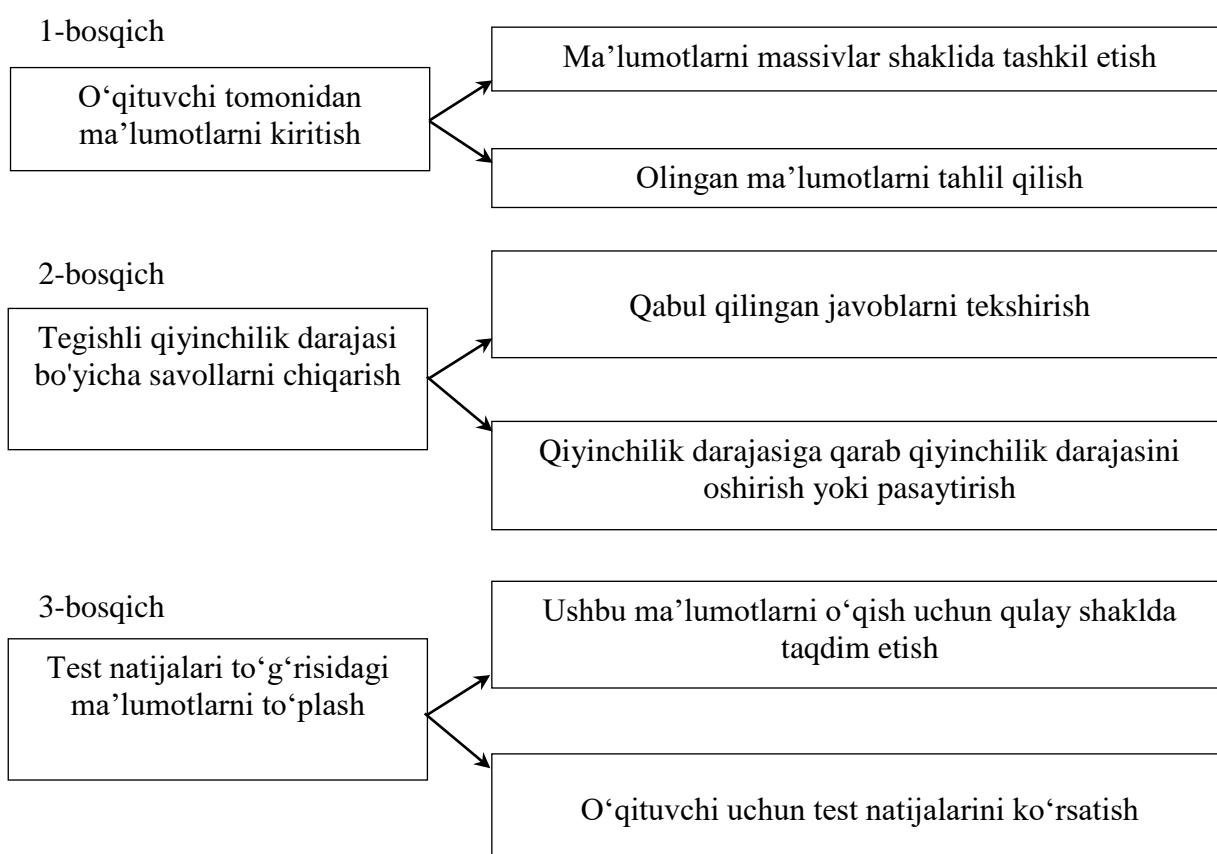 1-bosqich
O‘qituvchi tomonidan
ma’lumotlarni kiritish
Ma’lumotlarni massivlar shaklida tashkil etish
Olingan ma’lumotlarni tahlil qilish
2-bosqich
Tegishli qiyinchilik darajasi
bo'yicha savollarni chiqarish
Qabul qilingan javoblarni tekshirish
Qiyinchilik darajasiga qarab qiyinchilik darajasini
oshirish yoki pasaytirish
3-bosqich
Test natijalari to‘g‘risidagi
ma’lumotlarni to‘plash
Ushbu ma’lumotlarni o‘qish uchun qulay shaklda
taqdim etish
O‘qituvchi uchun test natijalarini ko‘rsatish